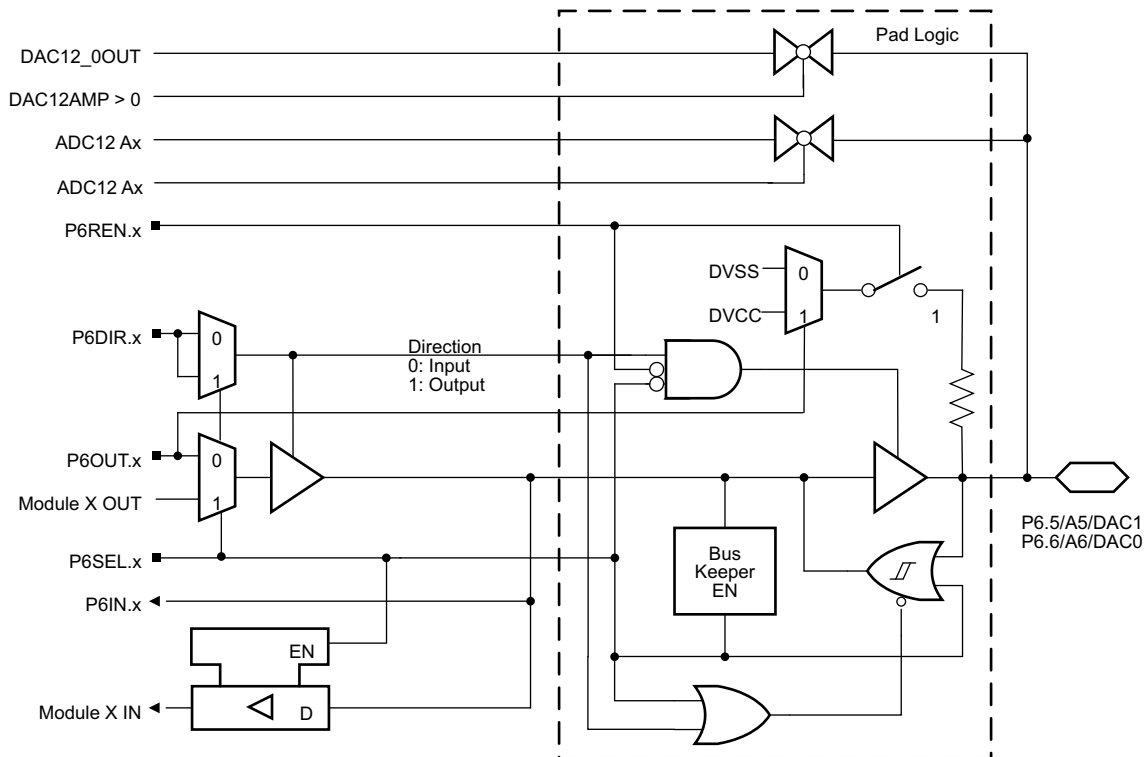 Pad Logic
DAC12_0OUT
DAC12AMP > 0
ADC12 Ax
ADC12 Ax
P6REN.x
DVSS
0
DVCC
1
1
P6DIR.x
0
1
Direction
0: Input
1: Output
P6OUT.x
0
Module X OUT
1
P6.5/A5/DAC1
P6.6/A6/DAC0
P6SEL.x
Bus
Keeper
EN
P6IN.x
EN
Module X IN
D